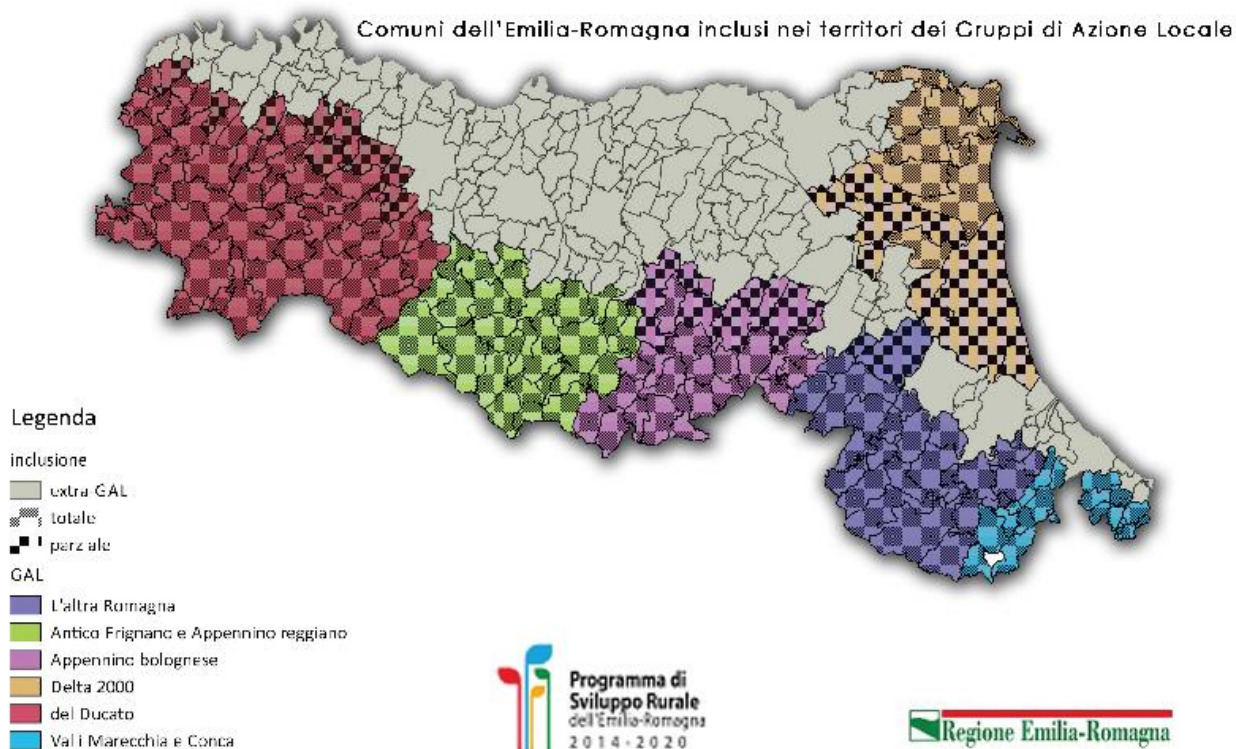 Comuni dell'Emilia-Romagna inclusi nei territori dei Gruppi di Azione Locale
Legenda
inclusione
extra-GAL
totale
parziale
GAL
L'altra Romagna
Antico Frignano e Appennino reggiano
Appennino bolognese
Delta 2000
del Ducato
Valli Marecchia e Conca
Programma di
Sviluppo Rurale
dell'Emilia-Romagna
2014-2020
Regione Emilia-Romagna